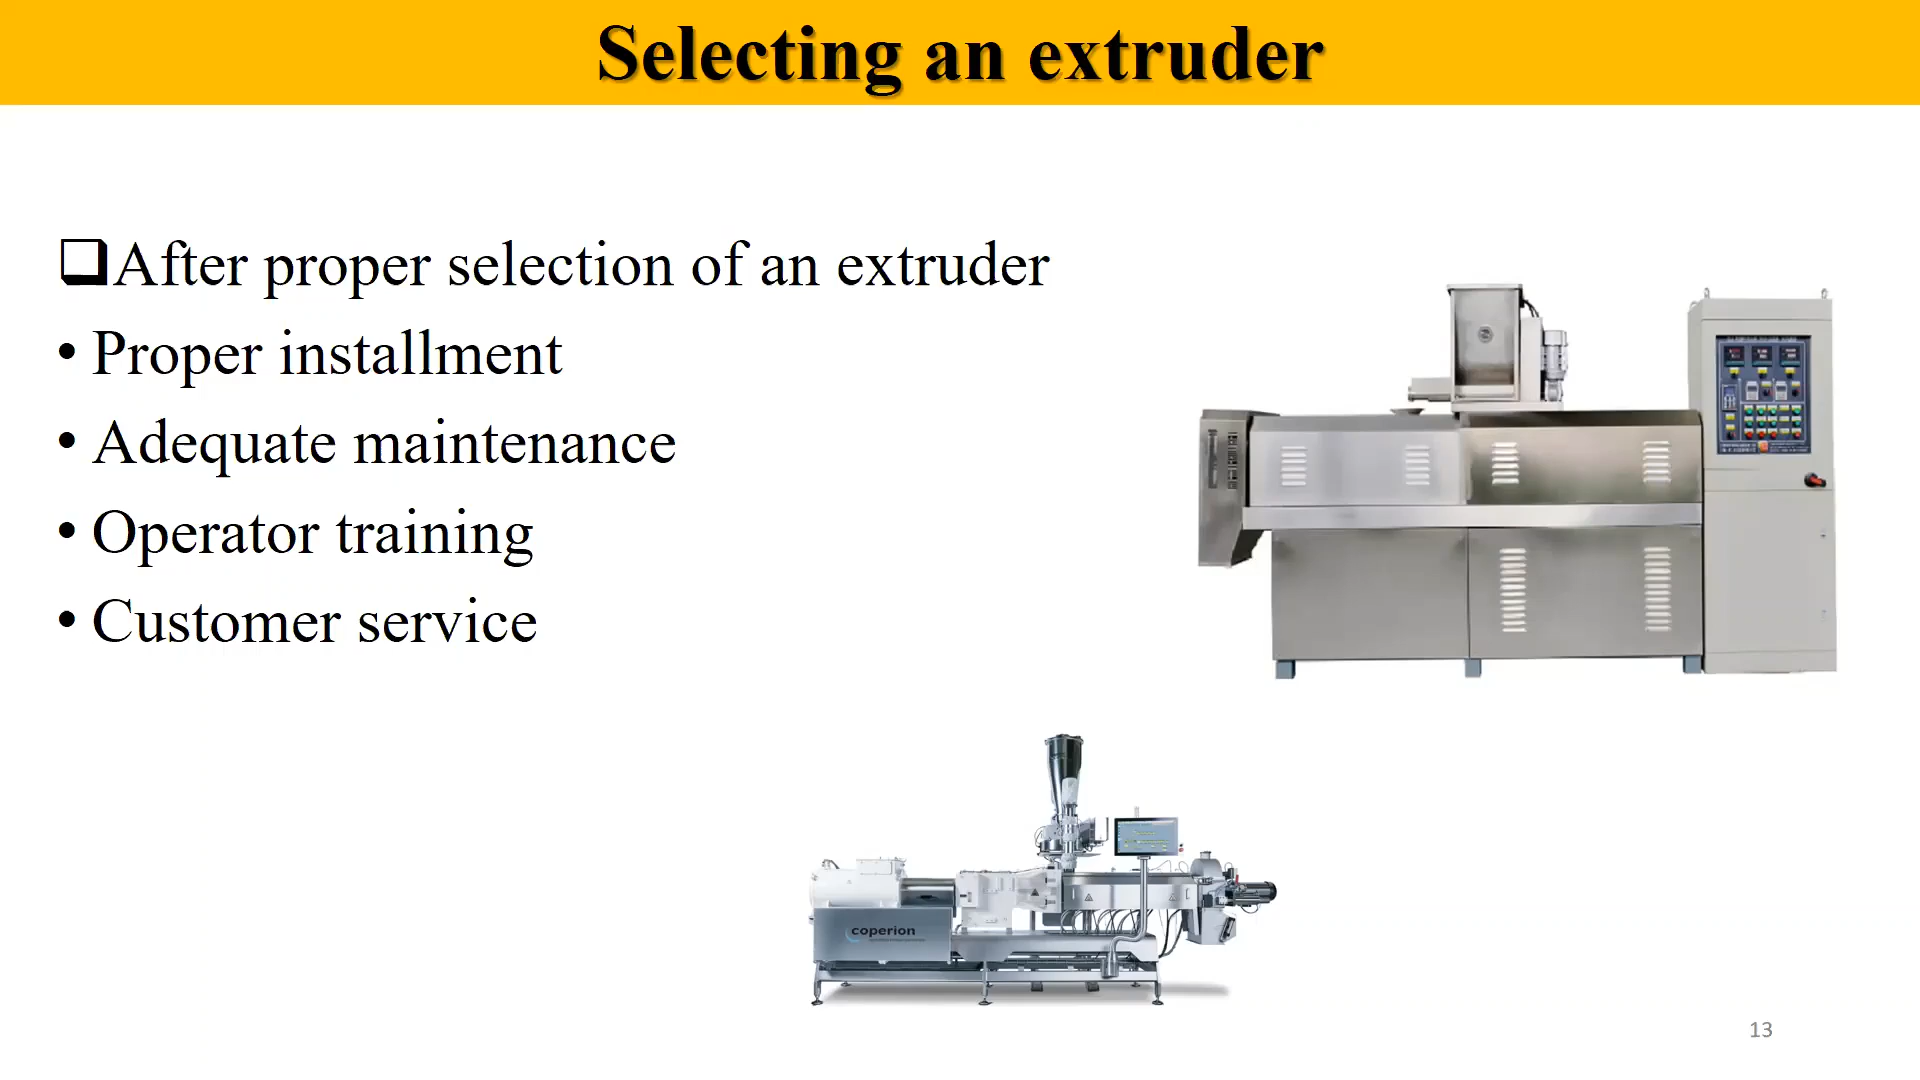 Selecting an extruder
❑After proper selection of an extruder
• Proper installment
• Adequate maintenance
• Operator training
• Customer service
coperion
13